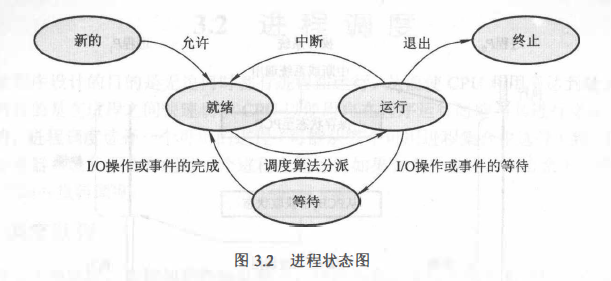 新的
允许
中断
退出
终止
就绪
运行
I/O操作或事件的完成
调度算法分派
I/O操作或事件的等待
等待
图 3.2 进程状态图